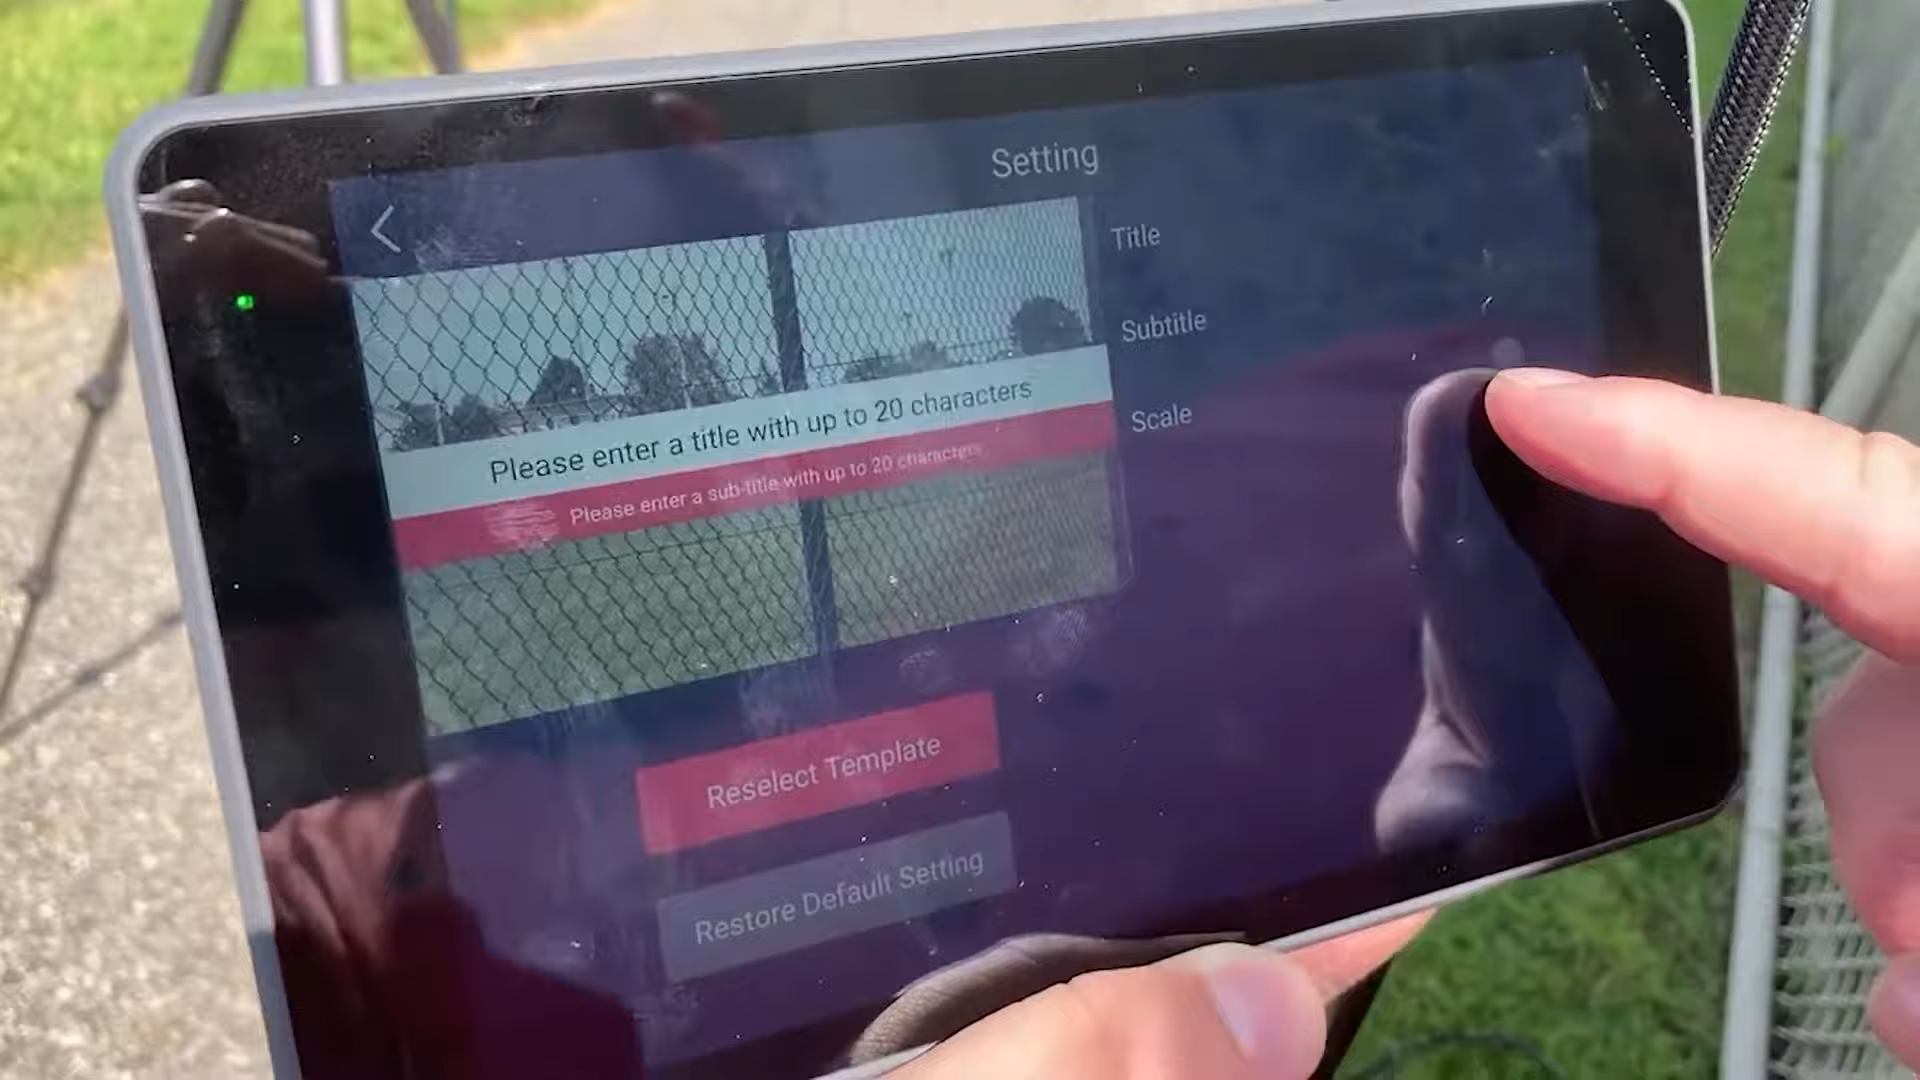 Setting
Title
Subtitle
Scale
Please enter a title with up to 20 characters
Please enter a sub-title with up to 20 characters
Reselect Template
Restore Default Setting